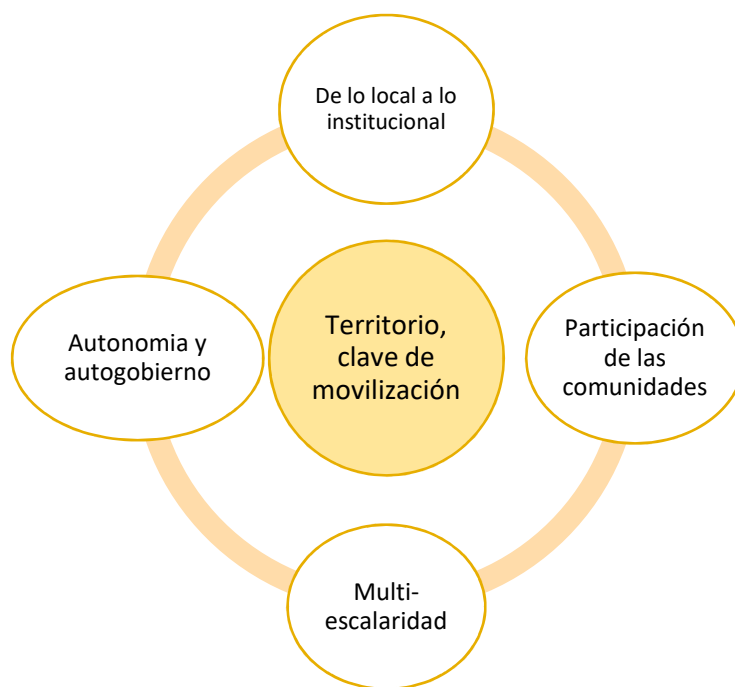 De lo local a lo
institucional
Autonomia y
autogobierno
Territorio,
clave de
movilización
Participación
de las
comunidades
Multi-
escalaridad